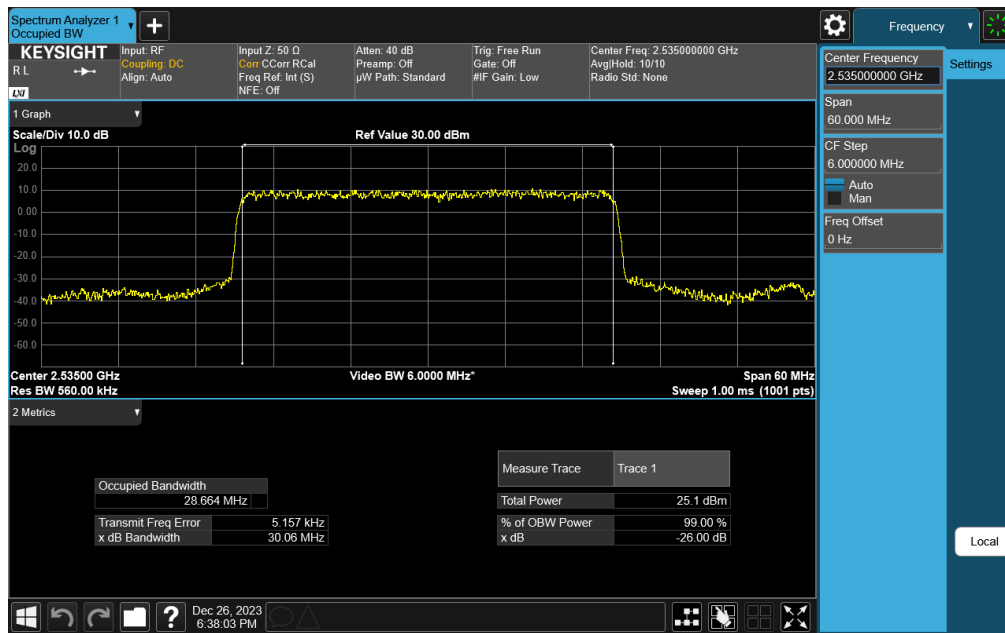 Spectrum Analyzer 1
Occupied BW
Frequency
KEYSIGHT
R L
LXI
Input: RF
Coupling: DC
Align: Auto
Input Z: 50 Ω
Corr CCorr RCal
Freq Ref: Int (S)
NFE: Off
Atten: 40 dB
Preamp: Off
µW Path: Standard
Trig: Free Run
Gate: Off
#IF Gain: Low
Center Freq: 2.535000000 GHz
Avg|Hold: 10/10
Radio Std: None
Center Frequency
2.535000000 GHz
Settings
Span
60.000 MHz
CF Step
6.000000 MHz
Auto
Man
Freq Offset
0 Hz
1 Graph
Scale/Div 10.0 dB
Ref Value 30.00 dBm
Log
20.0
10.0
0.00
-10.0
-20.0
-30.0
-40.0
-50.0
-60.0
Center 2.53500 GHz
Video BW 6.0000 MHz*
Span 60 MHz
Res BW 560.00 kHz
Sweep 1.00 ms (1001 pts)
2 Metrics
Measure Trace
Trace 1
Occupied Bandwidth
28.664 MHz
Total Power
25.1 dBm
Transmit Freq Error
5.157 kHz
% of OBW Power
99.00 %
x dB Bandwidth
30.06 MHz
x dB
-26.00 dB
Local
?
Dec 26, 2023
6:38:03 PM